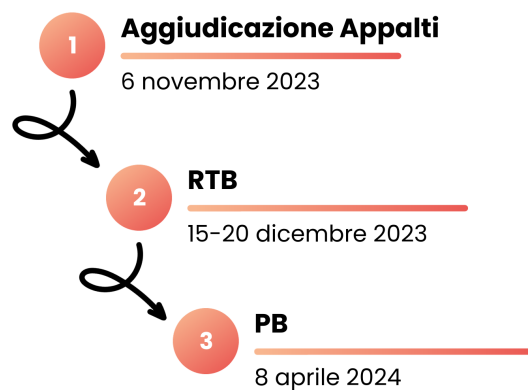 1
Aggiudicazione Appalti
6 novembre 2023
2
RTB
15-20 dicembre 2023
3
PB
8 aprile 2024